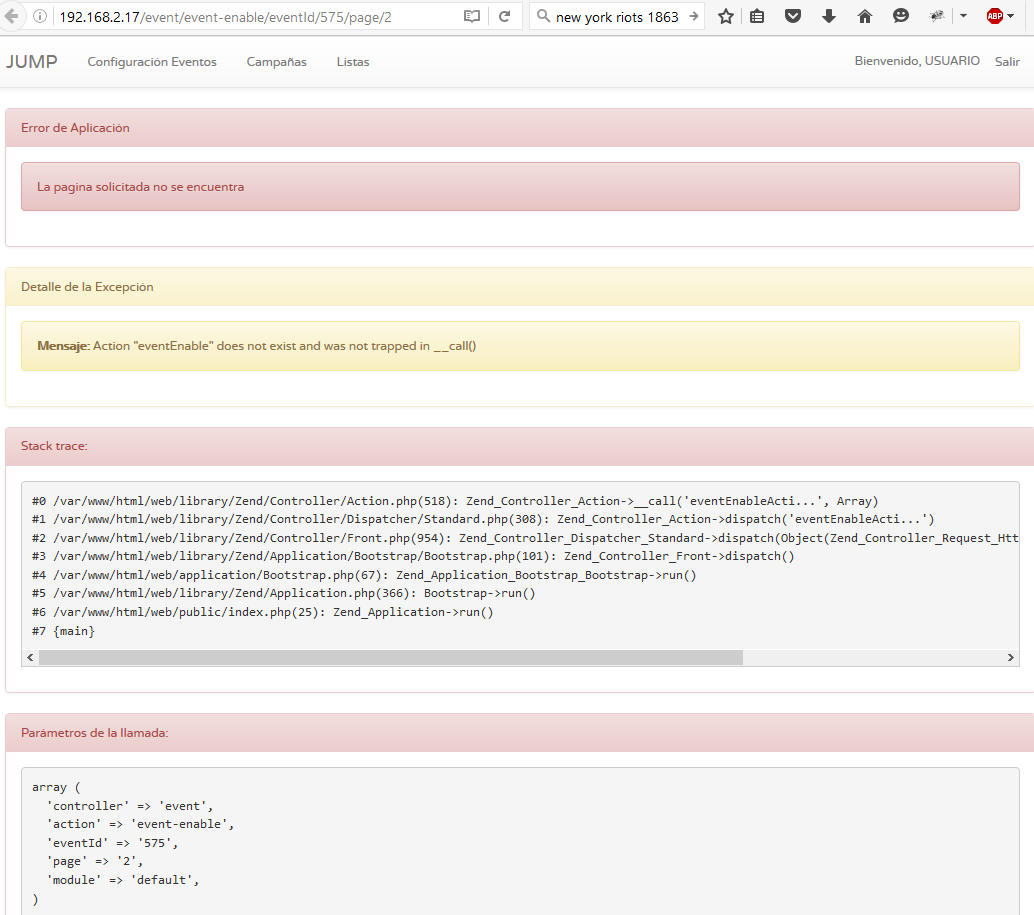 192.168.2.17/event/event-enable/eventId/575/page/2
new york riots 1863
ABP
JUMP
Configuración Eventos
Campañas
Listas
Bienvenido, USUARIO
Salir
Error de Aplicación
La pagina solicitada no se encuentra
Detalle de la Excepción
Mensaje: Action "eventEnable" does not exist and was not trapped in __call()
Stack trace:
#0 /var/www/html/web/library/Zend/Controller/Action.php(518): Zend_Controller_Action->__call('eventEnableActi...', Array)
#1 /var/www/html/web/library/Zend/Controller/Dispatcher/Standard.php(308): Zend_Controller_Action->dispatch('eventEnableActi...')
#2 /var/www/html/web/library/Zend/Controller/Front.php(954): Zend_Controller_Dispatcher_Standard->dispatch(Object(Zend_Controller_Request_Htt
#3 /var/www/html/web/library/Zend/Application/Bootstrap/Bootstrap.php(101): Zend_Controller_Front->dispatch()
#4 /var/www/html/web/application/Bootstrap.php(67): Zend_Application_Bootstrap_Bootstrap->run()
#5 /var/www/html/web/library/Zend/Application.php(366): Bootstrap->run()
#6 /var/www/html/web/public/index.php(25): Zend_Application->run()
#7 {main}
Parámetros de la llamada:
array (
  'controller' => 'event',
  'action' => 'event-enable',
  'eventId' => '575',
  'page' => '2',
  'module' => 'default',
)